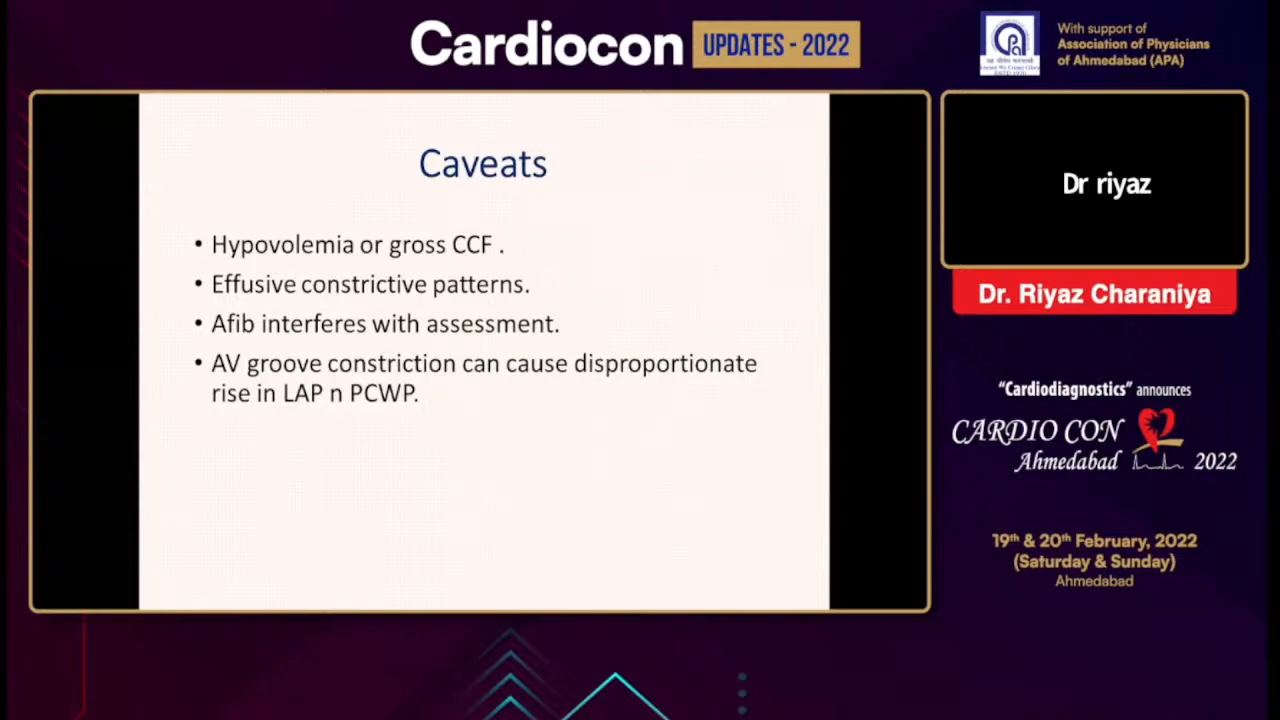 Cardiocon UPDATES - 2022
With support of
Association of Physicians
of Ahmedabad (APA)
Caveats
• Hypovolemia or gross CCF .
• Effusive constrictive patterns.
• Afib interferes with assessment.
• AV groove constriction can cause disproportionate
rise in LAP n PCWP.
Dr riyaz
Dr. Riyaz Charaniya
“Cardiodiagnostics” announces
CARDIO CON
Ahmedabad 2022
19th & 20th February, 2022
(Saturday & Sunday)
Ahmedabad